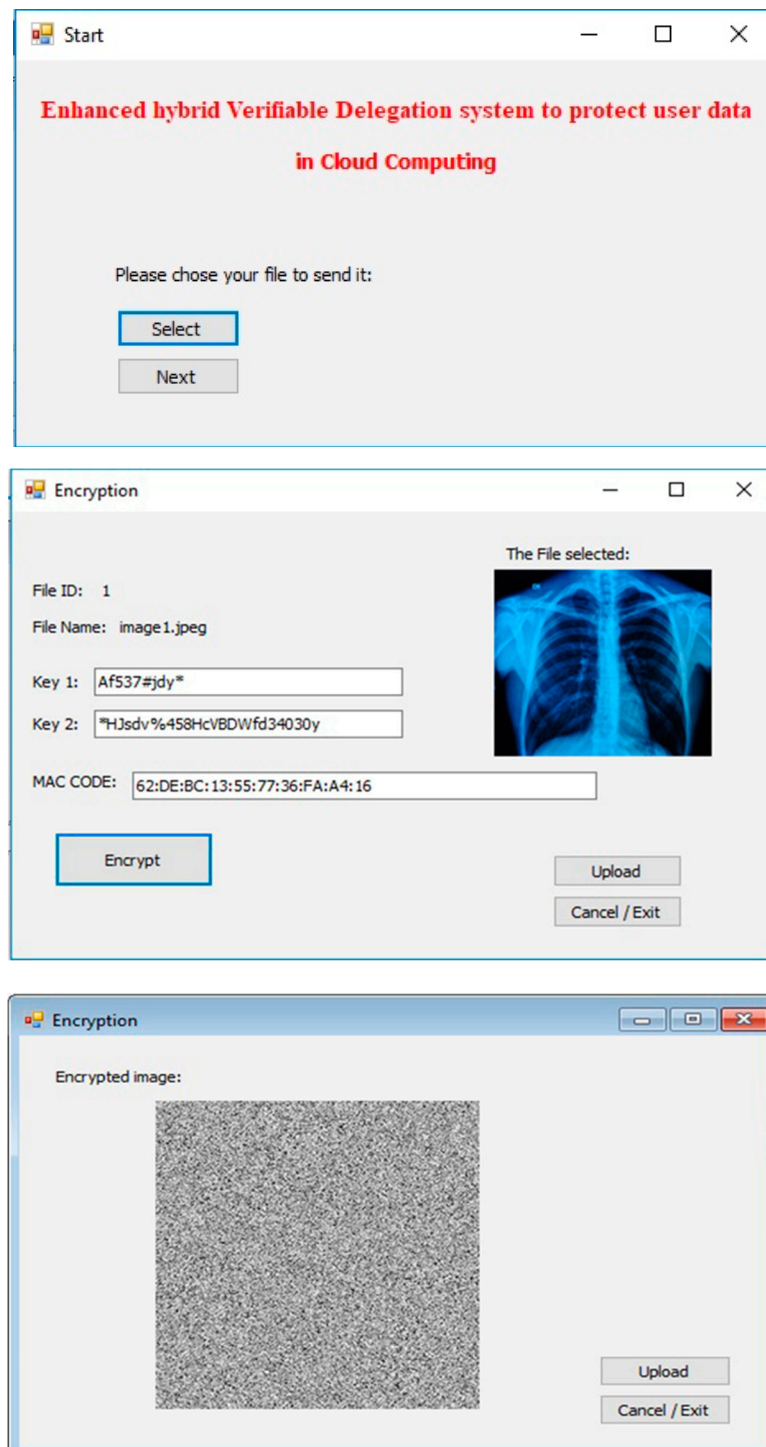 Start
Enhanced hybrid Verifiable Delegation system to protect user data
in Cloud Computing
Please chose your file to send it:
Select
Next
Encryption
The File selected:
File ID: 1
File Name: image1.jpeg
Key 1: Af537#jdy*
Key 2: *HJsdv%458HcVBDWfd34030y
MAC CODE: 62:DE:BC:13:55:77:36:FA:A4:16
Encrypt
Upload
Cancel / Exit
Encryption
Encrypted image:
Upload
Cancel / Exit